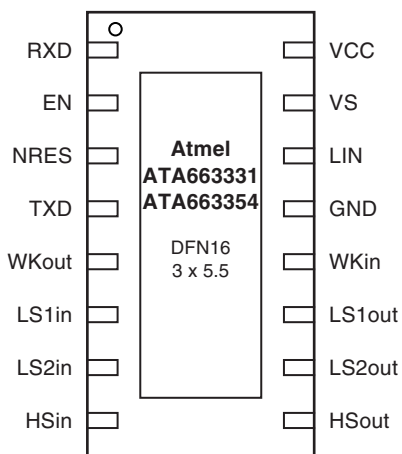 RXD
EN
NRES
TXD
WKout
LS1in
LS2in
HSin
Atmel
ATA663331
ATA663354
DFN16
3 x 5.5
VCC
VS
LIN
GND
WKin
LS1out
LS2out
HSout